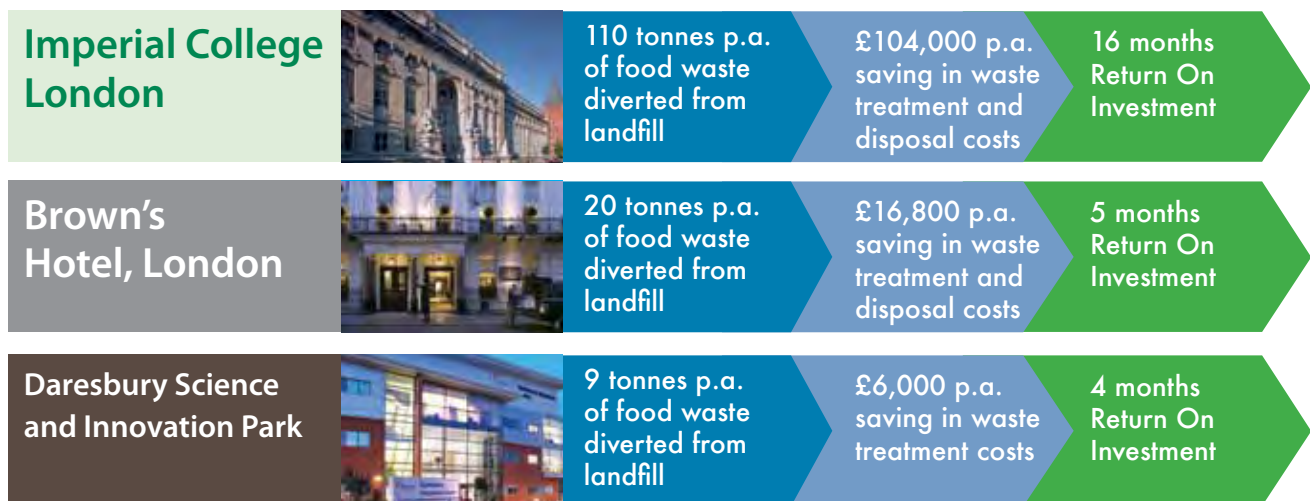 Imperial College
London
110 tonnes p.a.
of food waste
diverted from
landfill
£104,000 p.a.
saving in waste
treatment and
disposal costs
16 months
Return On
Investment
Brown’s
Hotel, London
20 tonnes p.a.
of food waste
diverted from
landfill
£16,800 p.a.
saving in waste
treatment and
disposal costs
5 months
Return On
Investment
Daresbury Science
and Innovation Park
9 tonnes p.a.
of food waste
diverted from
landfill
£6,000 p.a.
saving in waste
treatment costs
4 months
Return On
Investment